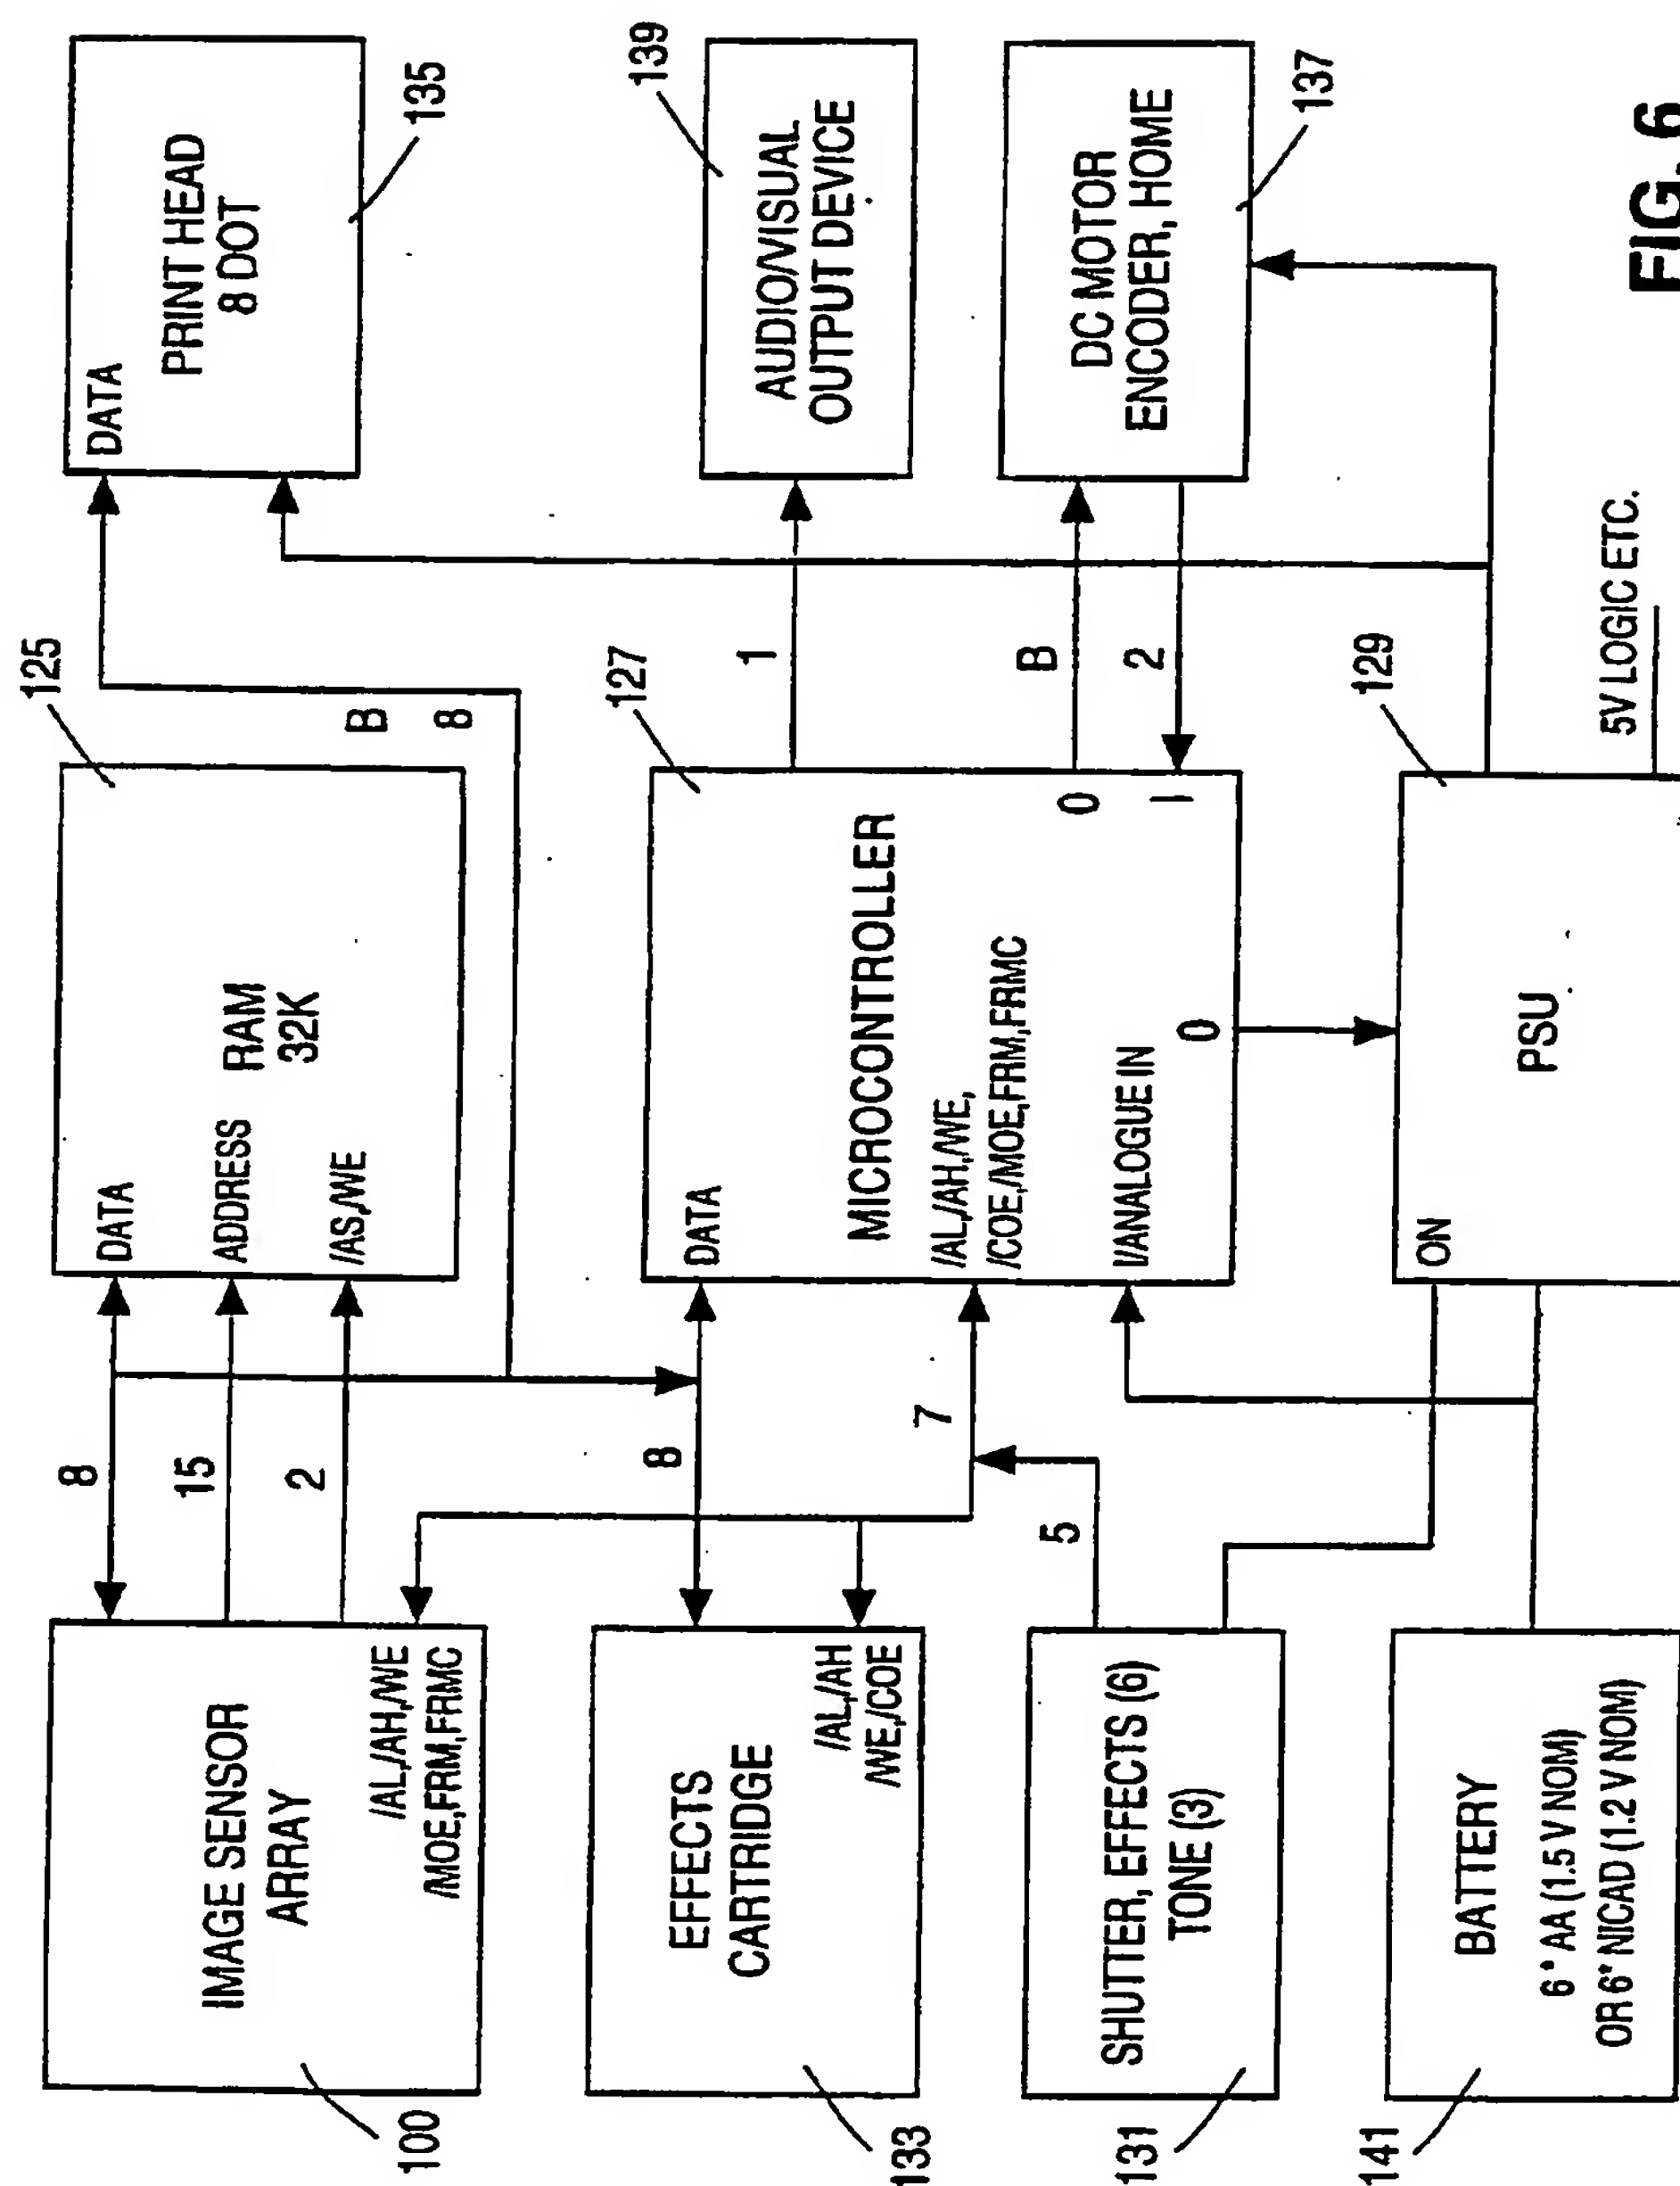 100
IMAGE SENSOR
ARRAY
/AL,/AH,/WE
/MOE,FRM,FRMC
8
15
2
125
DATA
ADDRESS
/AS,/WE
RAM
32K
B
8
DATA
PRINT HEAD
8 DOT
135
133
EFFECTS
CARTRIDGE
/AL,/AH
/WE,/COE
8
7
127
DATA
MICROCONTROLLER
/AL,/AH,/WE,
/COE,/MOE,FRM,FRMC
I/ANALOGUE IN
0
0
I
1
B
2
139
AUDIO/VISUAL
OUTPUT DEVICE
DC MOTOR
ENCODER, HOME
137
131
SHUTTER, EFFECTS (6)
TONE (3)
5
141
BATTERY
6 * AA (1.5 V NOM)
OR 6* NICAD (1.2 V NOM)
129
ON
PSU
5V LOGIC ETC.
FIG. 6